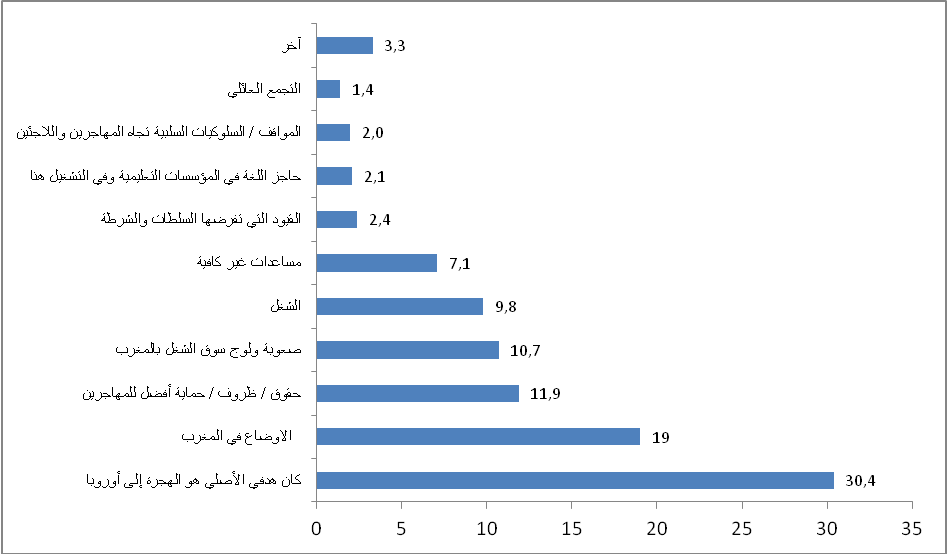 آخر
3,3
التجمع العائلي
1,4
المواقف / السلوكيات السلبية تجاه المهاجرين واللاجئين
2,0
حاجز اللغة في المؤسسات التعليمية وفي التشغيل هنا
2,1
القيود التي تفرضها السلطات والشرطة
2,4
مساعدات غير كافية
7,1
الشغل
9,8
صعوبة ولوج سوق الشغل بالمغرب
10,7
حقوق / ظروف / حماية أفضل للمهاجرين
11,9
الاوضاع في المغرب
19
كان هدفي الأصلي هو الهجرة إلى أوروبا
30,4
0 5 10 15 20 25 30 35